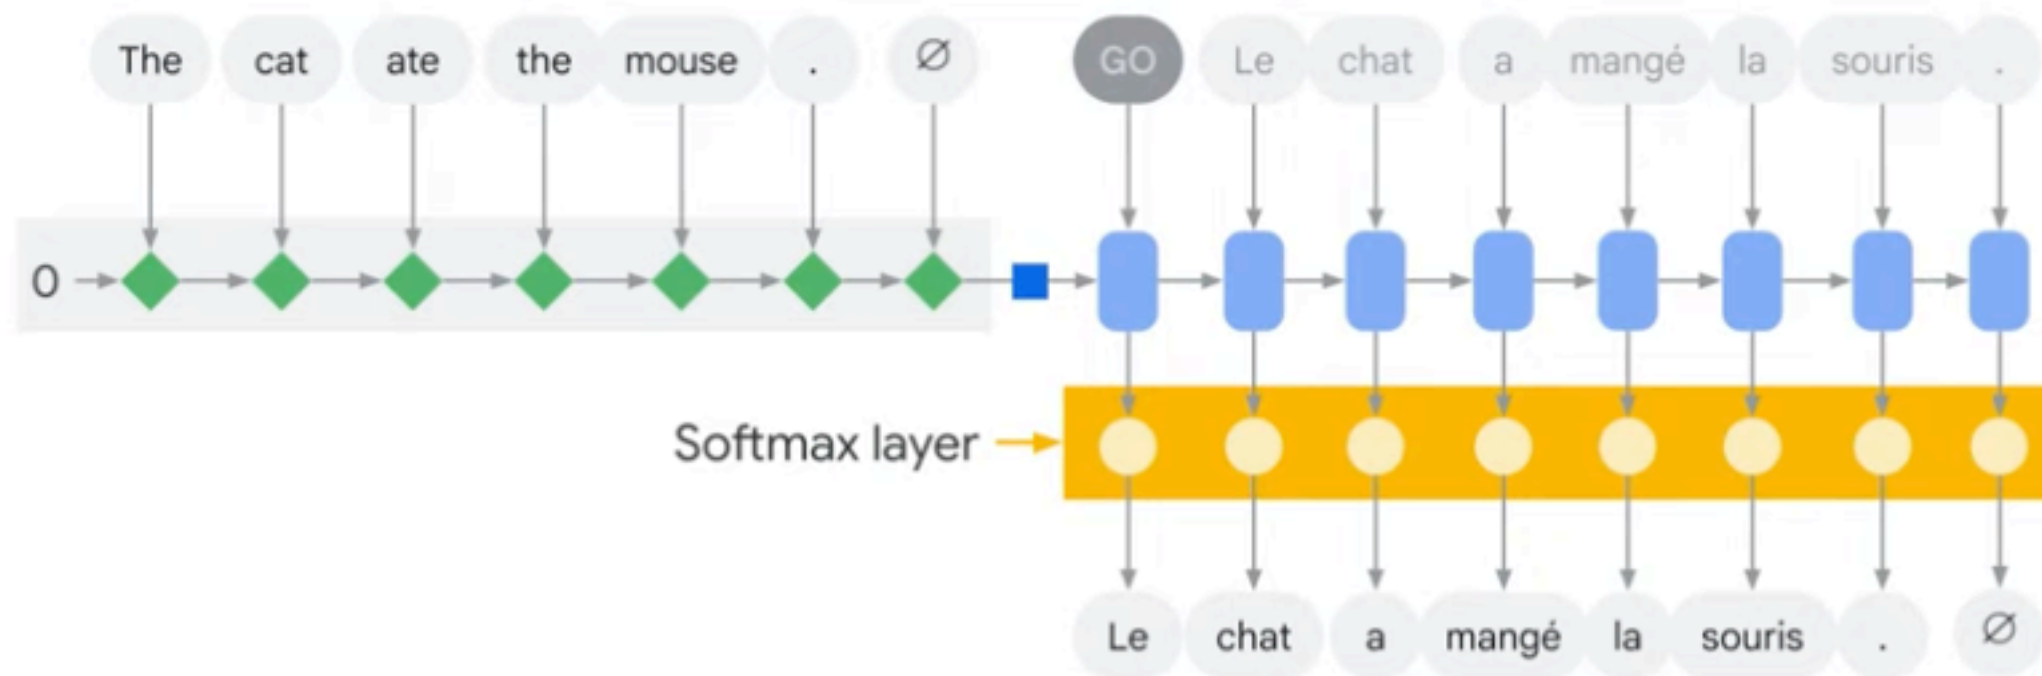 The cat ate the mouse . ∅ GO Le chat a mangé la souris .
0
Softmax layer
Le chat a mangé la souris . ∅